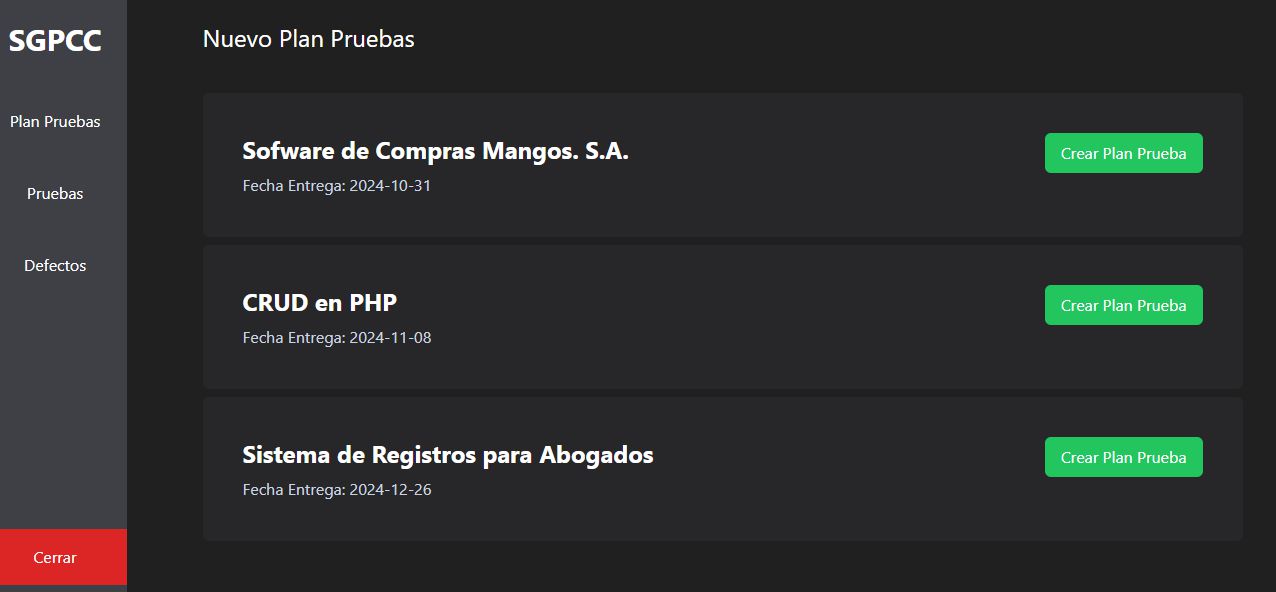 SGPCC
Plan Pruebas
Pruebas
Defectos
Cerrar
Nuevo Plan Pruebas
Sofware de Compras Mangos. S.A.
Fecha Entrega: 2024-10-31
Crear Plan Prueba
CRUD en PHP
Fecha Entrega: 2024-11-08
Crear Plan Prueba
Sistema de Registros para Abogados
Fecha Entrega: 2024-12-26
Crear Plan Prueba